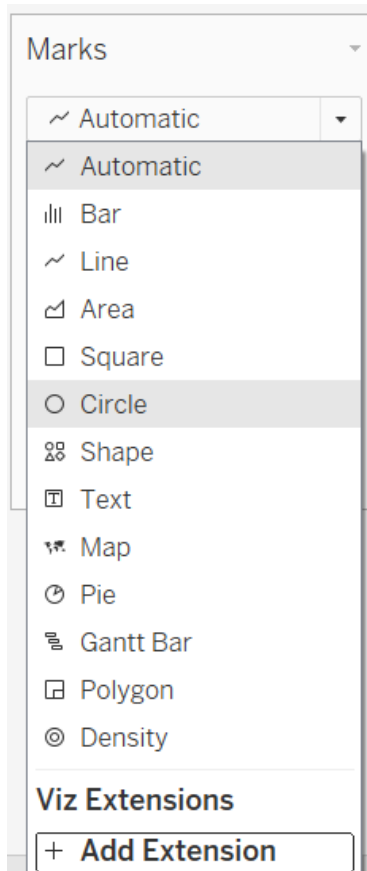 Marks
Automatic
Automatic
Bar
Line
Area
Square
Circle
Shape
Text
Map
Pie
Gantt Bar
Polygon
Density
Viz Extensions
+ Add Extension